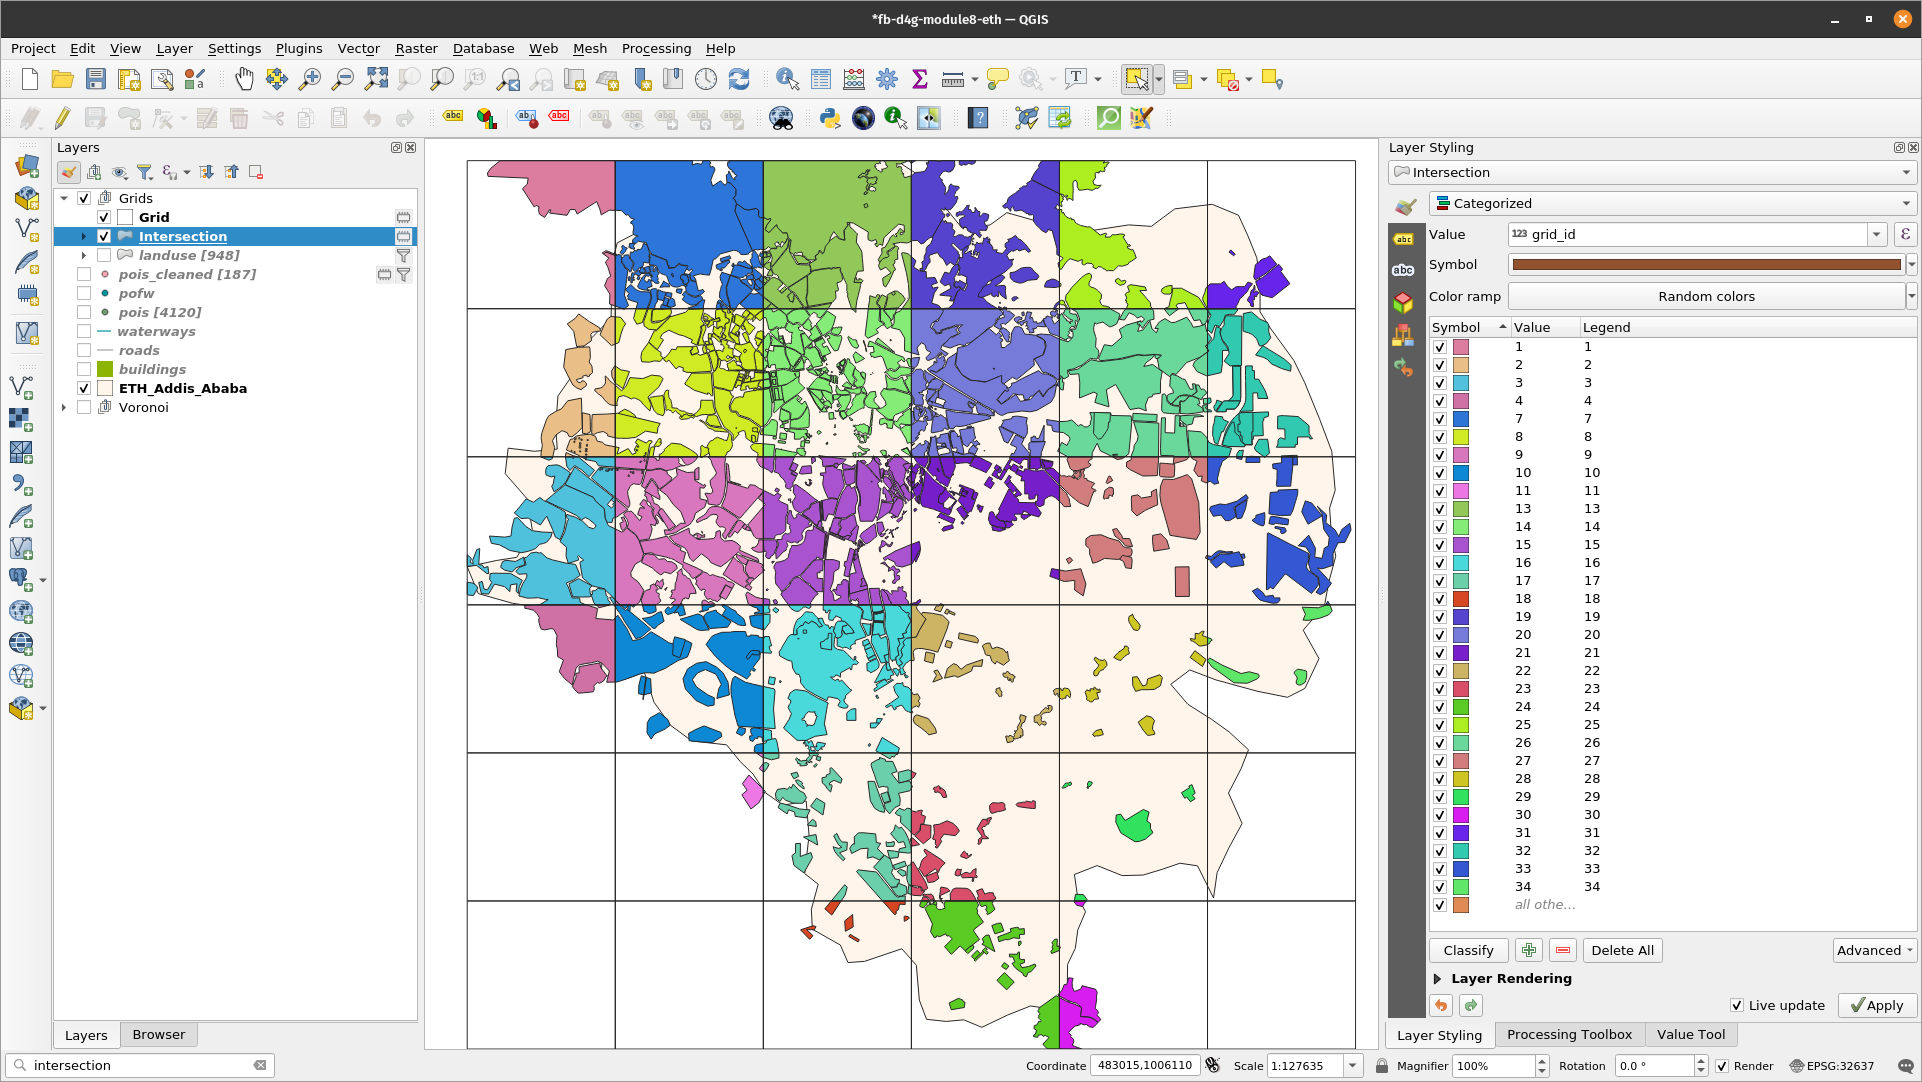 *fb-d4g-module8-eth — QGIS
Project Edit View Layer Settings Plugins Vector Raster Database Web Mesh Processing Help
Layers
Grids
Grid
Intersection
landuse [948]
pois_cleaned [187]
pofw
pois [4120]
waterways
roads
buildings
ETH_Addis_Ababa
Voronoi
Layers Browser
Layer Styling
Intersection
Categorized
Value 123 grid_id ε
Symbol
Color ramp Random colors
Symbol Value Legend
1 1
2 2
3 3
4 4
7 7
8 8
9 9
10 10
11 11
13 13
14 14
15 15
16 16
17 17
18 18
19 19
20 20
21 21
22 22
23 23
24 24
25 25
26 26
27 27
28 28
29 29
30 30
31 31
32 32
33 33
34 34
all othe...
Classify Delete All Advanced
Layer Rendering
Live update Apply
Layer Styling Processing Toolbox Value Tool
intersection Coordinate 483015,1006110 Scale 1:127635 Magnifier 100% Rotation 0.0 ° Render EPSG:32637